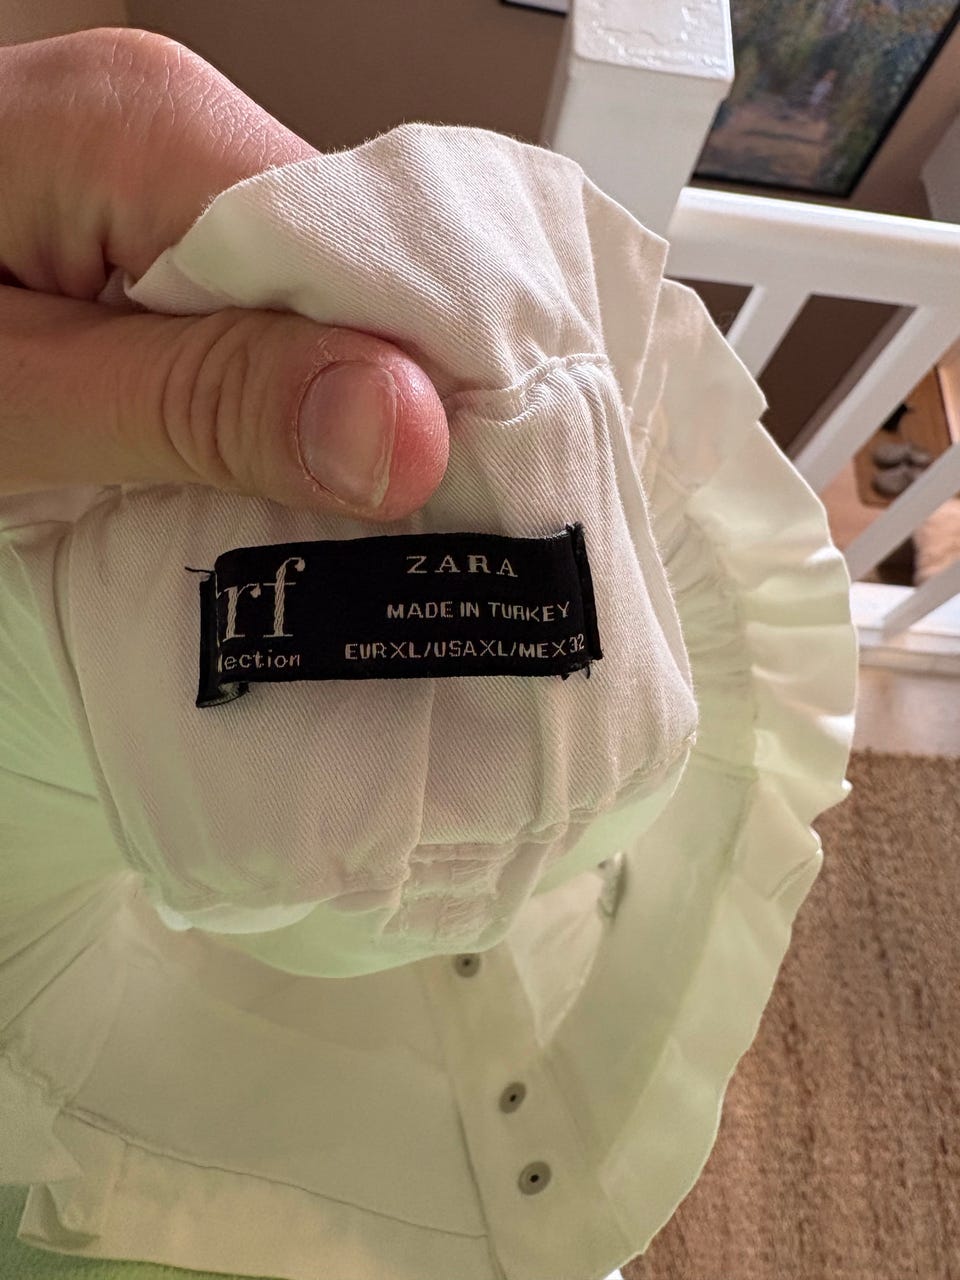 rf
ZARA
MADE IN TURKEY
lection
EUR XL/USA XL/MEX 32